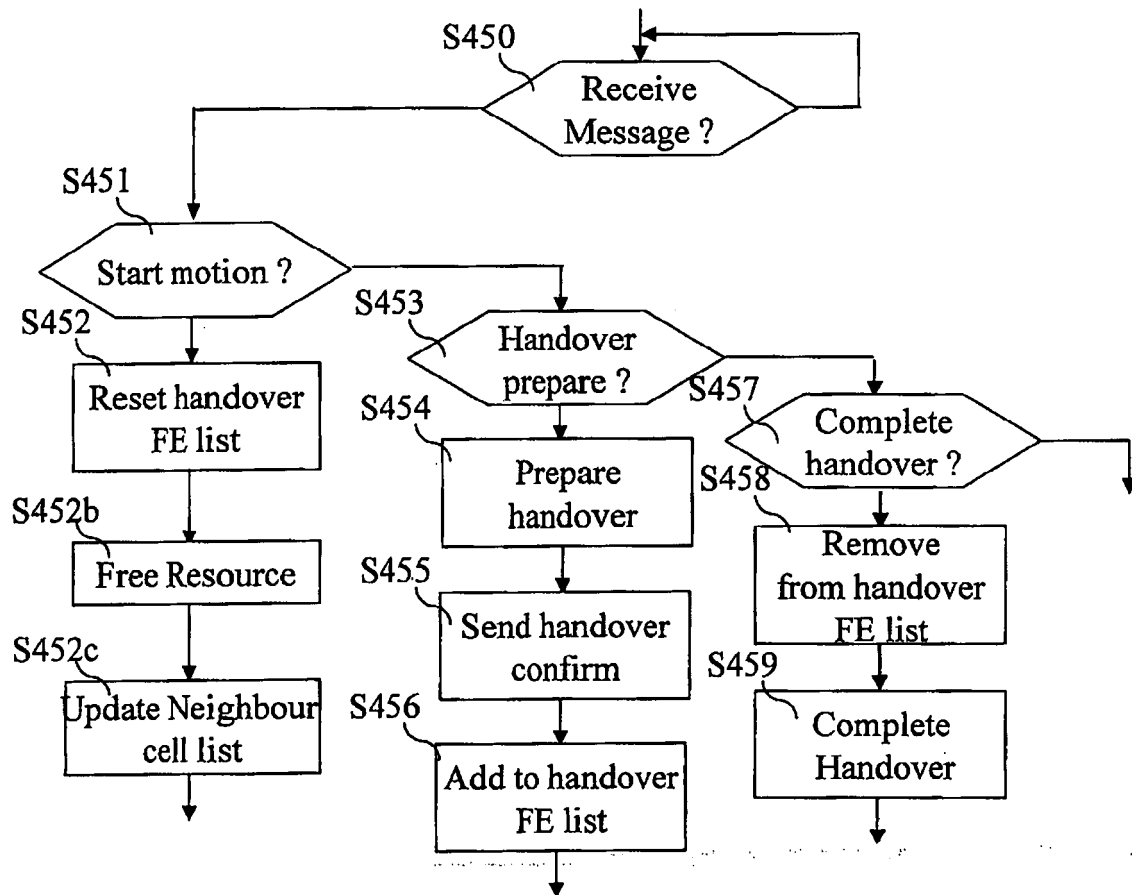 S450
Receive
Message ?
S451
Start motion ?
S452
Reset handover
FE list
S452b
Free Resource
S452c
Update Neighbour
cell list
S453
Handover
prepare ?
S454
Prepare
handover
S455
Send handover
confirm
S456
Add to handover
FE list
S457
Complete
handover ?
S458
Remove
from handover
FE list
S459
Complete
Handover